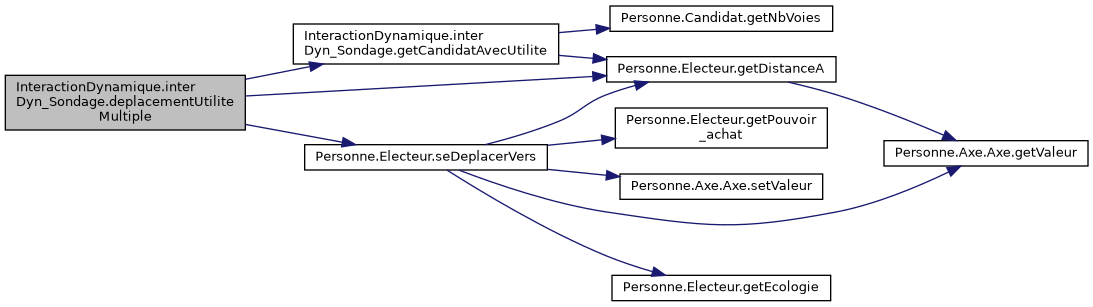 InteractionDynamique.inter
Dyn_Sondage.deplacementUtilite
Multiple
InteractionDynamique.inter
Dyn_Sondage.getCandidatAvecUtilite
Personne.Electeur.seDeplacerVers
Personne.Candidat.getNbVoies
Personne.Electeur.getDistanceA
Personne.Electeur.getPouvoir
_achat
Personne.Axe.Axe.setValeur
Personne.Electeur.getEcologie
Personne.Axe.Axe.getValeur